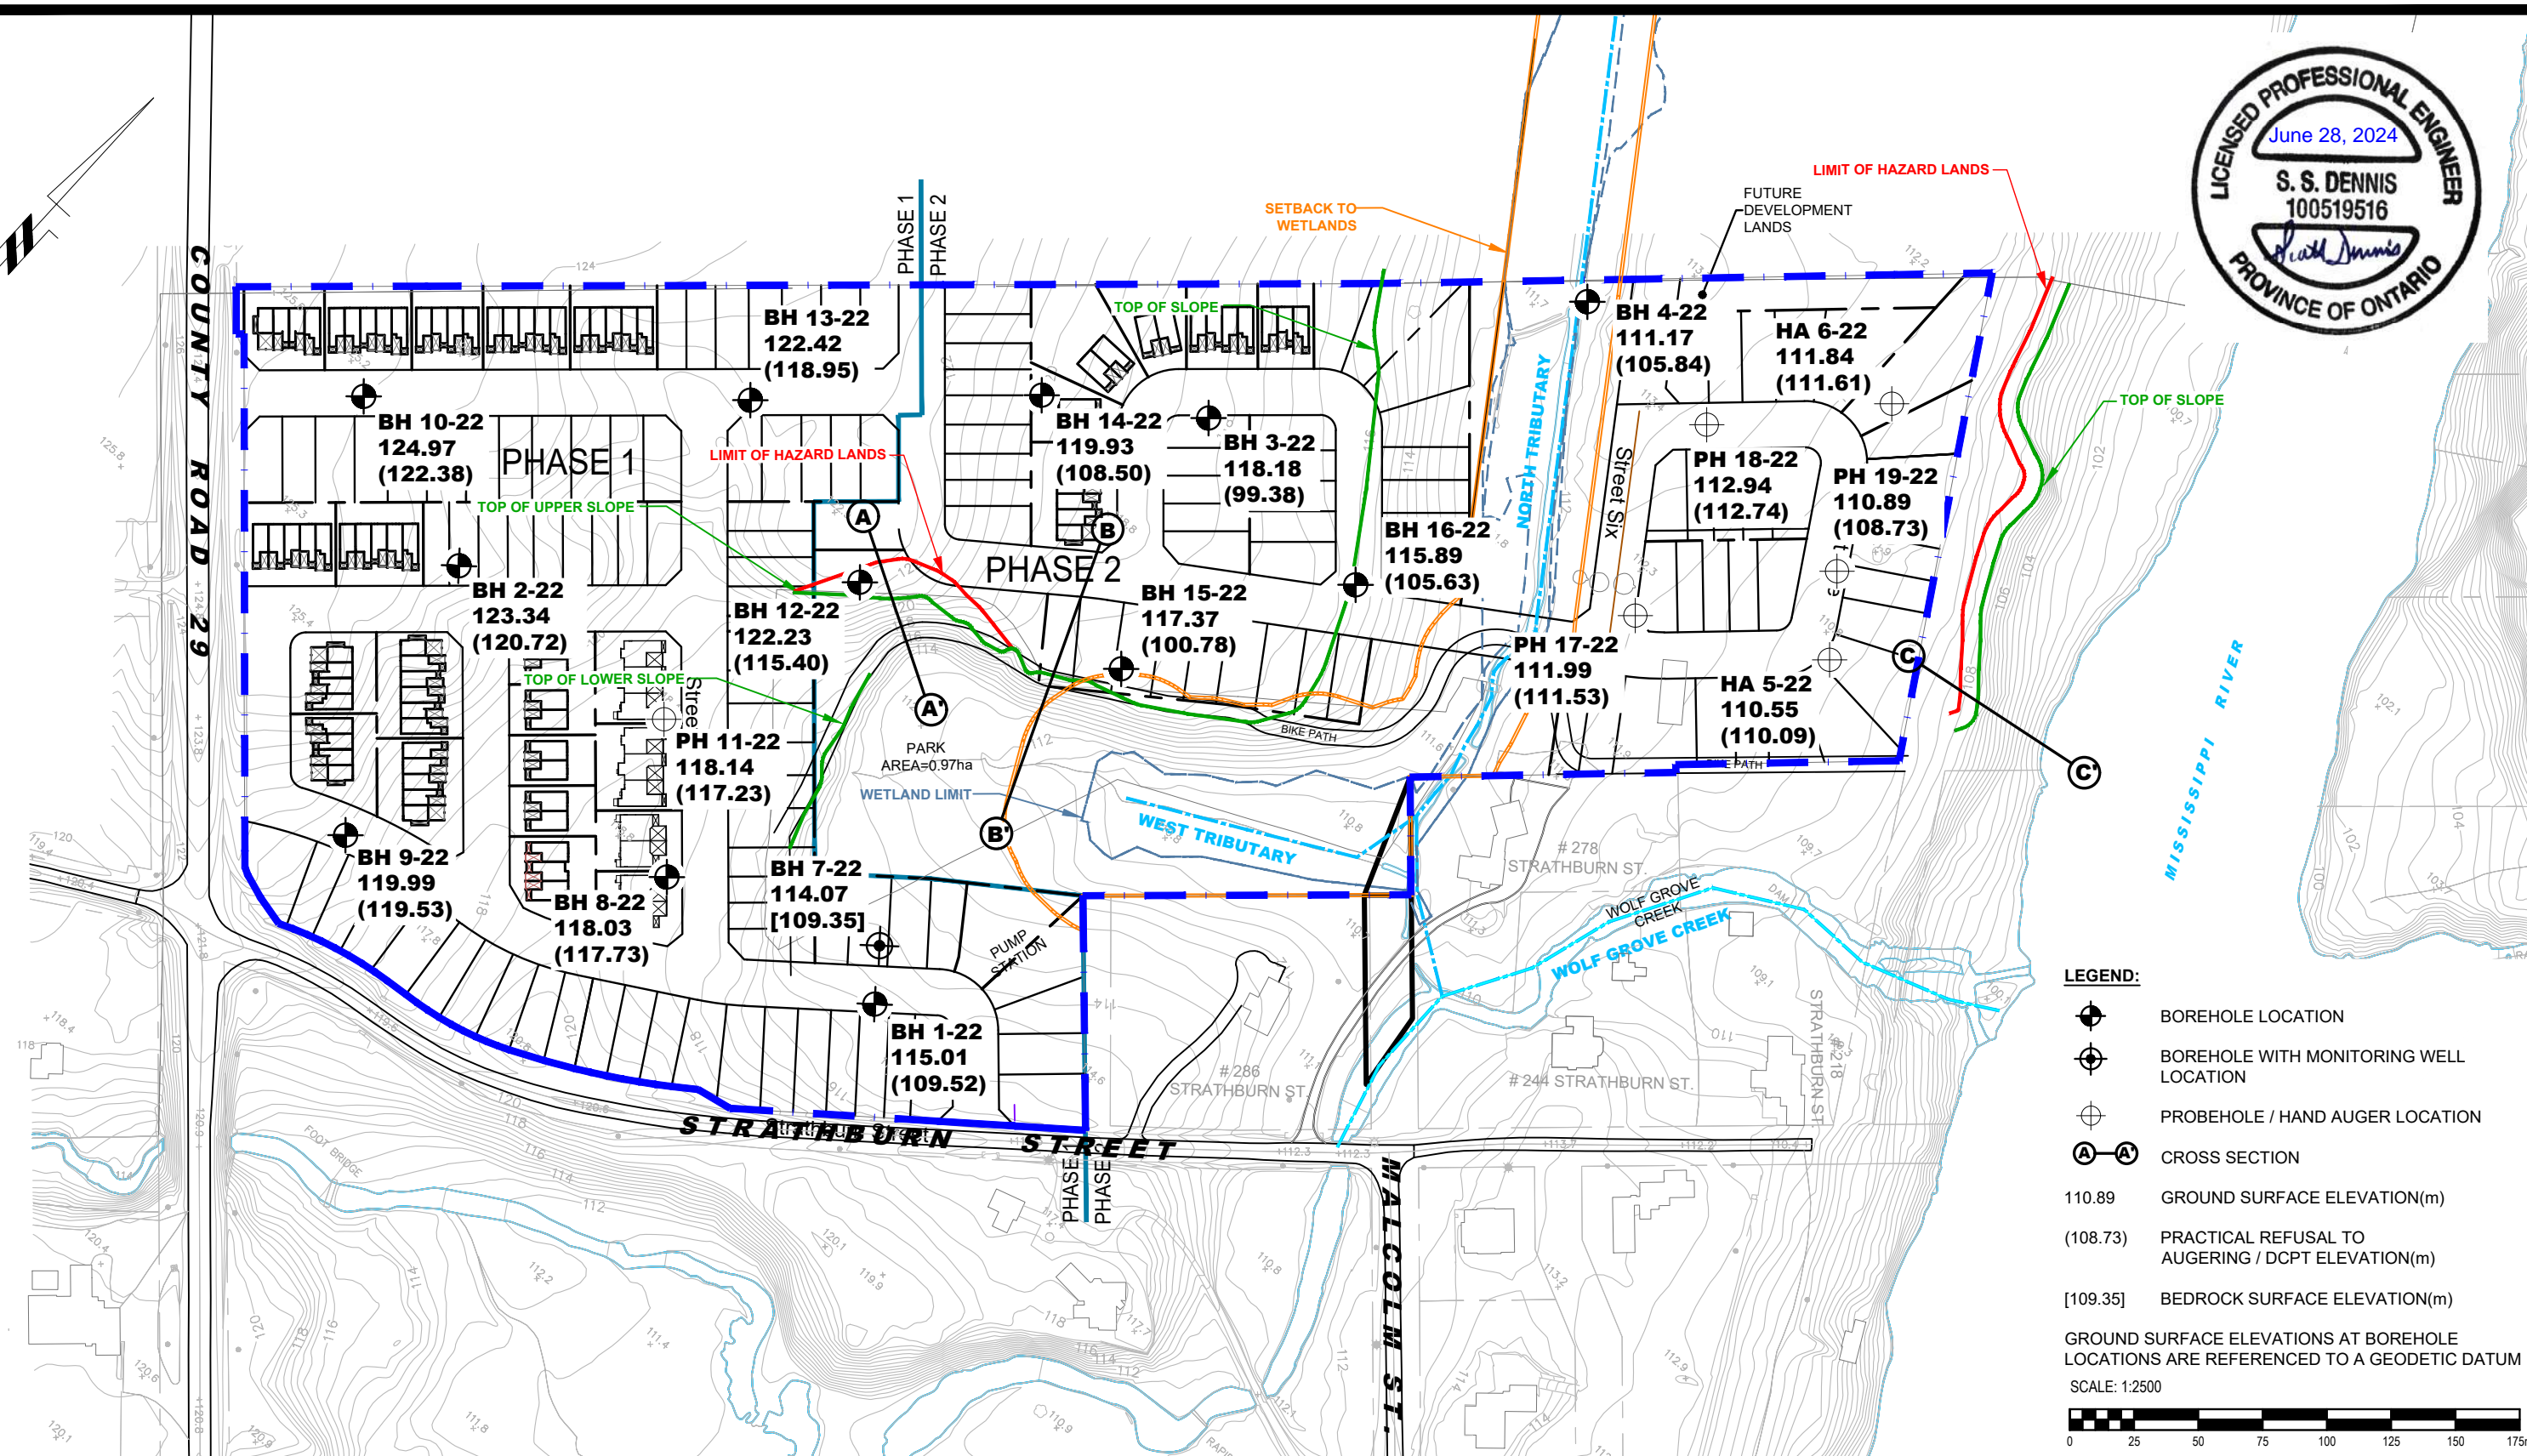 LICENSED PROFESSIONAL ENGINEER
June 28, 2024
S. S. DENNIS
100519516
PROVINCE OF ONTARIO
LIMIT OF HAZARD LANDS
FUTURE
DEVELOPMENT
LANDS
SETBACK TO
WETLANDS
PHASE 1
PHASE 2
COUNTY ROAD 29
124
TOP OF SLOPE
BH 13-22
122.42
(118.95)
BH 4-22
111.17
(105.84)
HA 6-22
111.84
(111.61)
TOP OF SLOPE
BH 10-22
124.97
(122.38)
PHASE 1
LIMIT OF HAZARD LANDS
BH 14-22
119.93
(108.50)
BH 3-22
118.18
(99.38)
NORTH TRIBUTARY
Street Six
PH 18-22
112.94
(112.74)
PH 19-22
110.89
(108.73)
TOP OF UPPER SLOPE
A
B
BH 16-22
115.89
(105.63)
PHASE 2
BH 2-22
123.34
(120.72)
BH 12-22
122.23
(115.40)
BH 15-22
117.37
(100.78)
PH 17-22
111.99
(111.53)
C
TOP OF LOWER SLOPE
Stree
A'
HA 5-22
110.55
(110.09)
MISSISSIPPI RIVER
PH 11-22
118.14
(117.23)
PARK
AREA=0.97ha
BIKE PATH
BIKE PATH
C'
WETLAND LIMIT
B'
WEST TRIBUTARY
BH 9-22
119.99
(119.53)
BH 8-22
118.03
(117.73)
BH 7-22
114.07
[109.35]
# 278
STRATHBURN ST.
WOLF GROVE
CREEK
WOLF GROVE CREEK
DAM
PUMP
STATION
BH 1-22
115.01
(109.52)
# 286
STRATHBURN ST.
# 244 STRATHBURN ST.
# 218
STRATHBURN ST.
Strathburn Street
STRATHBURN STREET
FOOT
BRIDGE
PHASE
PHASE
MALCOLM ST.
LEGEND:
BOREHOLE LOCATION
BOREHOLE WITH MONITORING WELL
LOCATION
PROBEHOLE / HAND AUGER LOCATION
A A' CROSS SECTION
110.89 GROUND SURFACE ELEVATION(m)
(108.73) PRACTICAL REFUSAL TO
AUGERING / DCPT ELEVATION(m)
[109.35] BEDROCK SURFACE ELEVATION(m)
GROUND SURFACE ELEVATIONS AT BOREHOLE
LOCATIONS ARE REFERENCED TO A GEODETIC DATUM
SCALE: 1:2500
0 25 50 75 100 125 150 175m